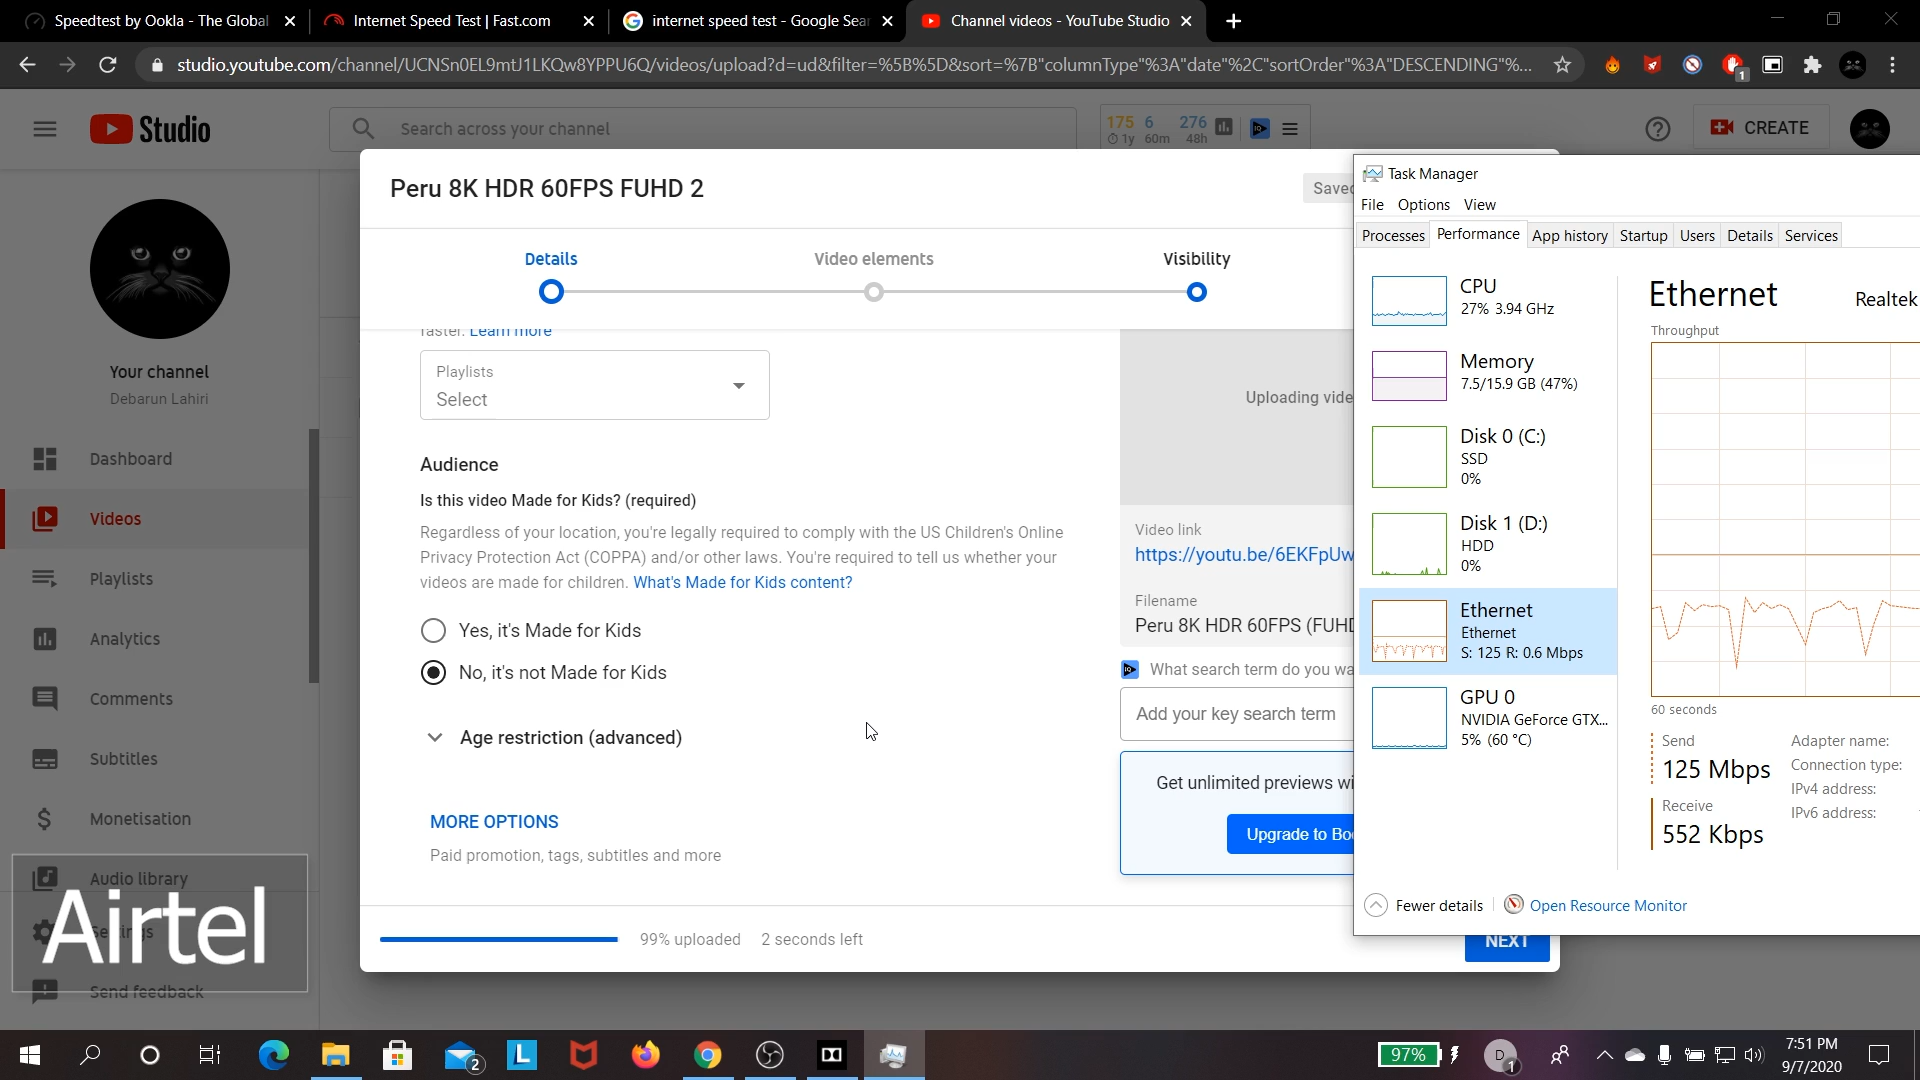 Speedtest by Ookla - The Global
Internet Speed Test | Fast.com
internet speed test - Google Sear
Channel videos - YouTube Studio
studio.youtube.com/channel/UCNSn0EL9mtJ1LKQw8YPPU6Q/videos/upload?d=ud&filter=%5B%5D&sort=%7B"columnType"%3A"date"%2C"sortOrder"%3A"DESCENDING"%...
1
Studio
Search across your channel
175 6 276
1y 60m 48h
CREATE
Your channel
Debarun Lahiri
Dashboard
Videos
Playlists
Analytics
Comments
Subtitles
Monetisation
Audio library
Settings
Send feedback
Airtel
Peru 8K HDR 60FPS FUHD 2
Saved
Details
Video elements
Visibility
faster. Learn more
Playlists
Select
Audience
Is this video Made for Kids? (required)
Regardless of your location, you're legally required to comply with the US Children's Online
Privacy Protection Act (COPPA) and/or other laws. You're required to tell us whether your
videos are made for children. What's Made for Kids content?
Yes, it's Made for Kids
No, it's not Made for Kids
Age restriction (advanced)
MORE OPTIONS
Paid promotion, tags, subtitles and more
99% uploaded 2 seconds left
NEXT
Uploading vide
Video link
https://youtu.be/6EKFpUw
Filename
Peru 8K HDR 60FPS (FUHD
What search term do you wa
Add your key search term
Get unlimited previews wi
Upgrade to Bo
Task Manager
File Options View
Processes Performance App history Startup Users Details Services
CPU
27% 3.94 GHz
Memory
7.5/15.9 GB (47%)
Disk 0 (C:)
SSD
0%
Disk 1 (D:)
HDD
0%
Ethernet
Ethernet
S: 125 R: 0.6 Mbps
GPU 0
NVIDIA GeForce GTX...
5% (60 °C)
Ethernet
Realtek
Throughput
60 seconds
Send
125 Mbps
Receive
552 Kbps
Adapter name:
Connection type:
IPv4 address:
IPv6 address:
Fewer details
Open Resource Monitor
2
L
97%
D
1
7:51 PM
9/7/2020